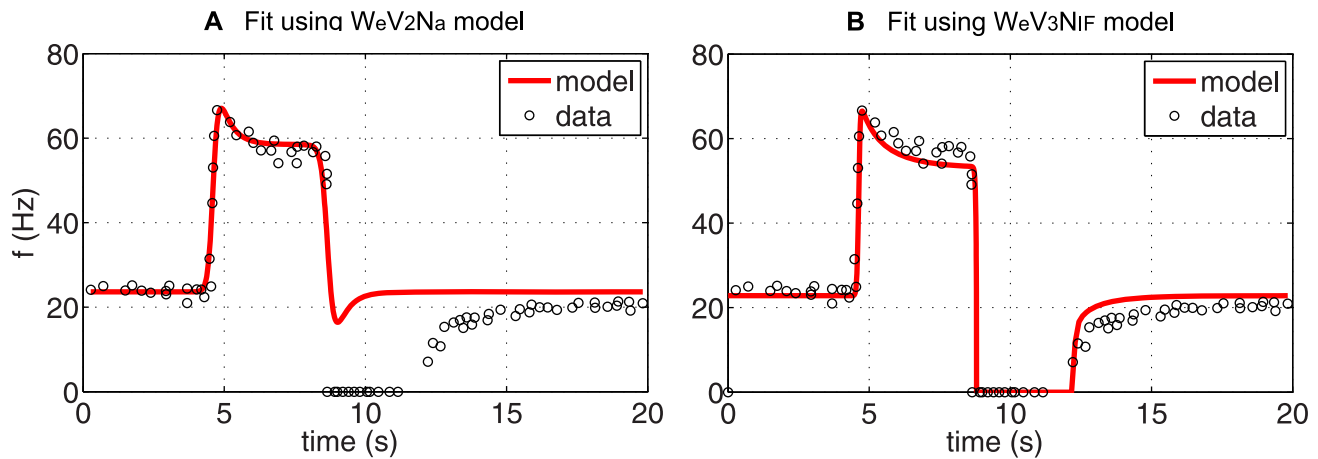 A Fit using WeV2Na model
80
60
40
20
0
f (Hz)
0 5 10 15 20
time (s)
model
data
B Fit using WeV3NIF model
80
60
40
20
0
0 5 10 15 20
time (s)
model
data